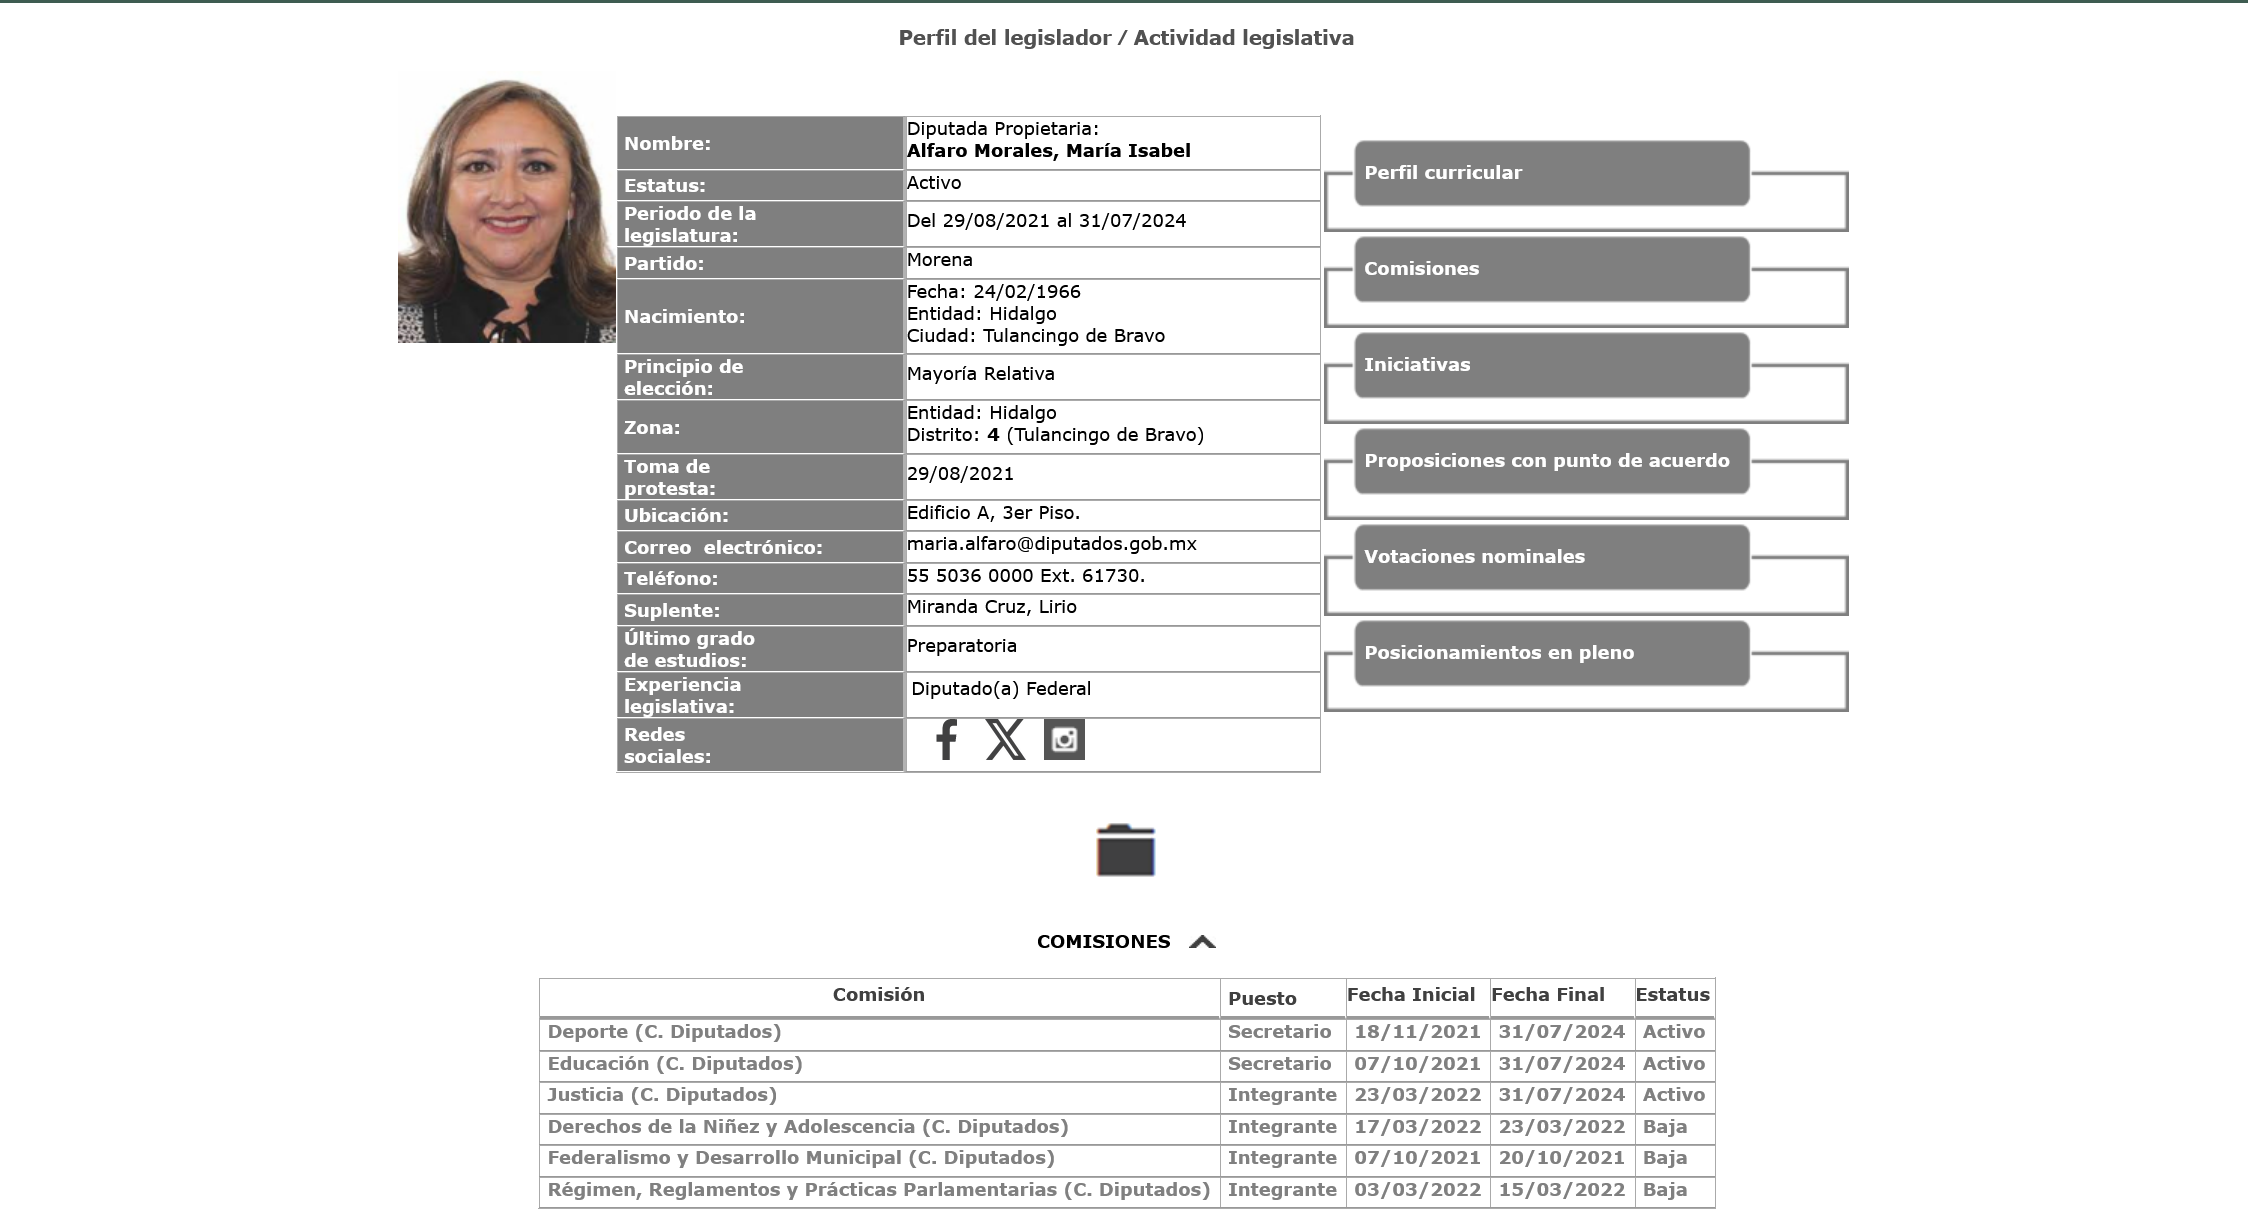 Perfil del legislador / Actividad legislativa
Nombre:
Diputada Propietaria:
Alfaro Morales, María Isabel
Estatus:
Activo
Periodo de la
legislatura:
Del 29/08/2021 al 31/07/2024
Partido:
Morena
Nacimiento:
Fecha: 24/02/1966
Entidad: Hidalgo
Ciudad: Tulancingo de Bravo
Principio de
elección:
Mayoría Relativa
Zona:
Entidad: Hidalgo
Distrito: 4 (Tulancingo de Bravo)
Toma de
protesta:
29/08/2021
Ubicación:
Edificio A, 3er Piso.
Correo electrónico:
maria.alfaro@diputados.gob.mx
Teléfono:
55 5036 0000 Ext. 61730.
Suplente:
Miranda Cruz, Lirio
Último grado
de estudios:
Preparatoria
Experiencia
legislativa:
Diputado(a) Federal
Redes
sociales:
Perfil curricular
Comisiones
Iniciativas
Proposiciones con punto de acuerdo
Votaciones nominales
Posicionamientos en pleno
COMISIONES
Comisión Puesto Fecha Inicial Fecha Final Estatus
Deporte (C. Diputados) Secretario 18/11/2021 31/07/2024 Activo
Educación (C. Diputados) Secretario 07/10/2021 31/07/2024 Activo
Justicia (C. Diputados) Integrante 23/03/2022 31/07/2024 Activo
Derechos de la Niñez y Adolescencia (C. Diputados) Integrante 17/03/2022 23/03/2022 Baja
Federalismo y Desarrollo Municipal (C. Diputados) Integrante 07/10/2021 20/10/2021 Baja
Régimen, Reglamentos y Prácticas Parlamentarias (C. Diputados) Integrante 03/03/2022 15/03/2022 Baja